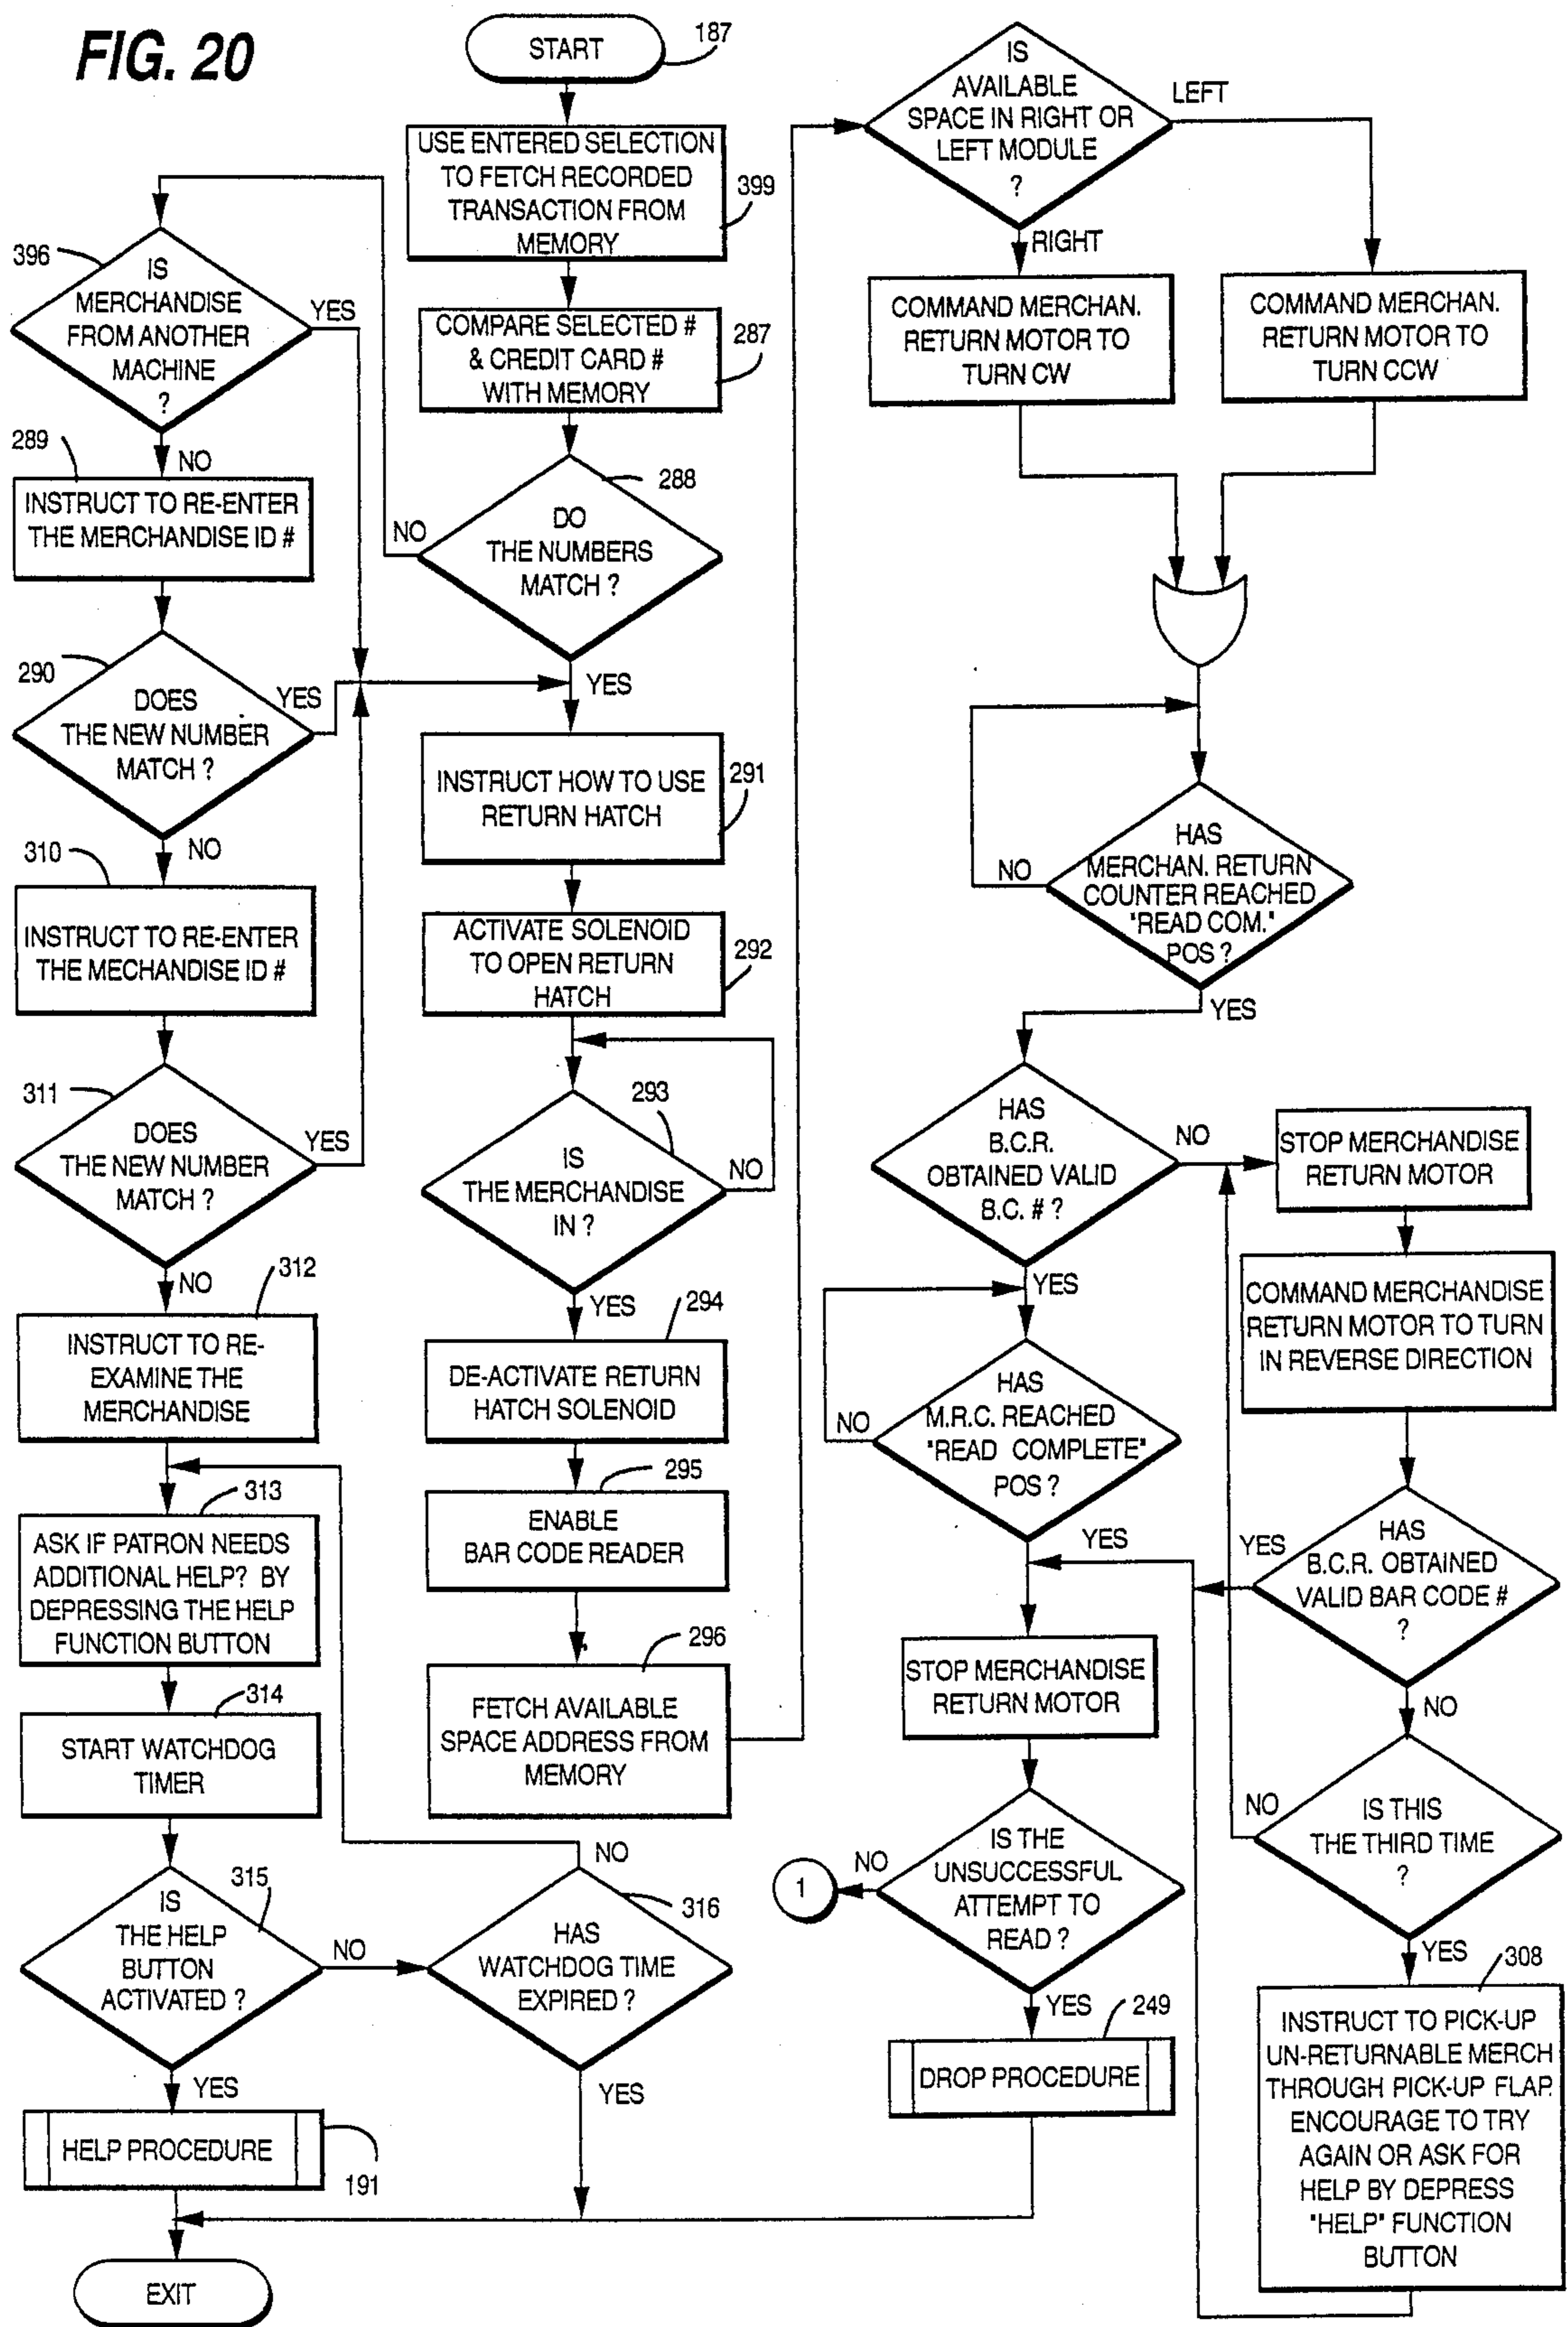 FIG. 20
START
187
USE ENTERED SELECTION
TO FETCH RECORDED
TRANSACTION FROM
MEMORY
399
COMPARE SELECTED #
& CREDIT CARD #
WITH MEMORY
287
DO
THE NUMBERS
MATCH ?
288
NO
YES
396
IS
MERCHANDISE
FROM ANOTHER
MACHINE
?
YES
NO
289
INSTRUCT TO RE-ENTER
THE MERCHANDISE ID #
290
DOES
THE NEW NUMBER
MATCH ?
YES
NO
310
INSTRUCT TO RE-ENTER
THE MECHANDISE ID #
311
DOES
THE NEW NUMBER
MATCH ?
YES
NO
312
INSTRUCT TO RE-
EXAMINE THE
MERCHANDISE
313
ASK IF PATRON NEEDS
ADDITIONAL HELP? BY
DEPRESSING THE HELP
FUNCTION BUTTON
314
START WATCHDOG
TIMER
315
IS
THE HELP
BUTTON
ACTIVATED ?
NO
YES
HELP PROCEDURE
191
EXIT
INSTRUCT HOW TO USE
RETURN HATCH
291
ACTIVATE SOLENOID
TO OPEN RETURN
HATCH
292
293
IS
THE MERCHANDISE
IN ?
NO
YES
294
DE-ACTIVATE RETURN
HATCH SOLENOID
295
ENABLE
BAR CODE READER
296
FETCH AVAILABLE
SPACE ADDRESS FROM
MEMORY
NO
316
HAS
WATCHDOG TIME
EXPIRED ?
YES
IS
AVAILABLE
SPACE IN RIGHT OR
LEFT MODULE
?
LEFT
RIGHT
COMMAND MERCHAN.
RETURN MOTOR TO
TURN CW
COMMAND MERCHAN.
RETURN MOTOR TO
TURN CCW
HAS
MERCHAN. RETURN
COUNTER REACHED
"READ COM."
POS ?
NO
YES
HAS
B.C.R.
OBTAINED VALID
B.C. # ?
NO
YES
HAS
M.R.C. REACHED
"READ COMPLETE"
POS ?
NO
YES
STOP MERCHANDISE
RETURN MOTOR
IS THE
UNSUCCESSFUL
ATTEMPT TO
READ ?
NO
1
YES
249
DROP PROCEDURE
STOP MERCHANDISE
RETURN MOTOR
COMMAND MERCHANDISE
RETURN MOTOR TO TURN
IN REVERSE DIRECTION
HAS
B.C.R. OBTAINED
VALID BAR CODE #
?
YES
NO
IS THIS
THE THIRD TIME
?
NO
YES
308
INSTRUCT TO PICK-UP
UN-RETURNABLE MERCH
THROUGH PICK-UP FLAP.
ENCOURAGE TO TRY
AGAIN OR ASK FOR
HELP BY DEPRESS
"HELP" FUNCTION
BUTTON